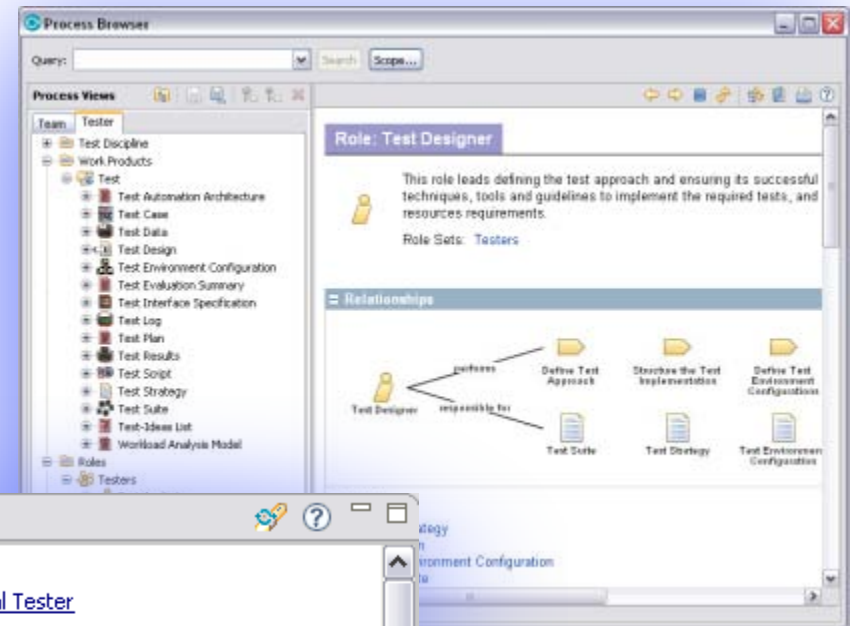 Process Browser
Query:
Search
Scope...
Process Views
Team
Tester
Test Discipline
Work Products
Test
Test Automation Architecture
Test Case
Test Data
Test Design
Test Environment Configuration
Test Evaluation Summary
Test Interface Specification
Test Log
Test Plan
Test Results
Test Script
Test Strategy
Test Suite
Test-Ideas List
Workload Analysis Model
Roles
Testers
Role: Test Designer
This role leads defining the test approach and ensuring its successful
techniques, tools and guidelines to implement the required tests, and
resources requirements.
Role Sets: Testers
Relationships
Test Designer
performs
responsible for
Define Test
Approach
Structure the Test
Implementation
Define Test
Environment
Configurations
Test Suite
Test Strategy
Test Environmen
Configuration
ategy
n
ironment Configuration
te
al Tester